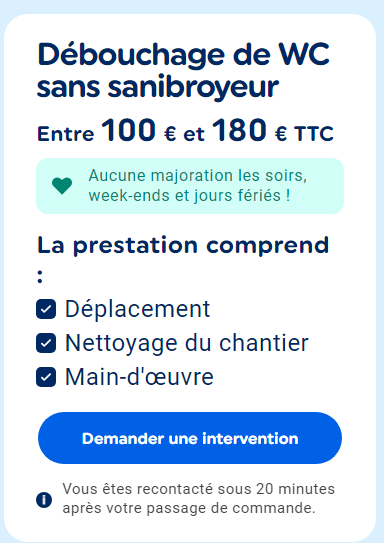 Débouchage de WC
sans sanibroyeur
Entre 100 € et 180 € TTC
Aucune majoration les soirs,
week-ends et jours fériés !
La prestation comprend
:
Déplacement
Nettoyage du chantier
Main-d'œuvre
Demander une intervention
Vous êtes recontacté sous 20 minutes
après votre passage de commande.